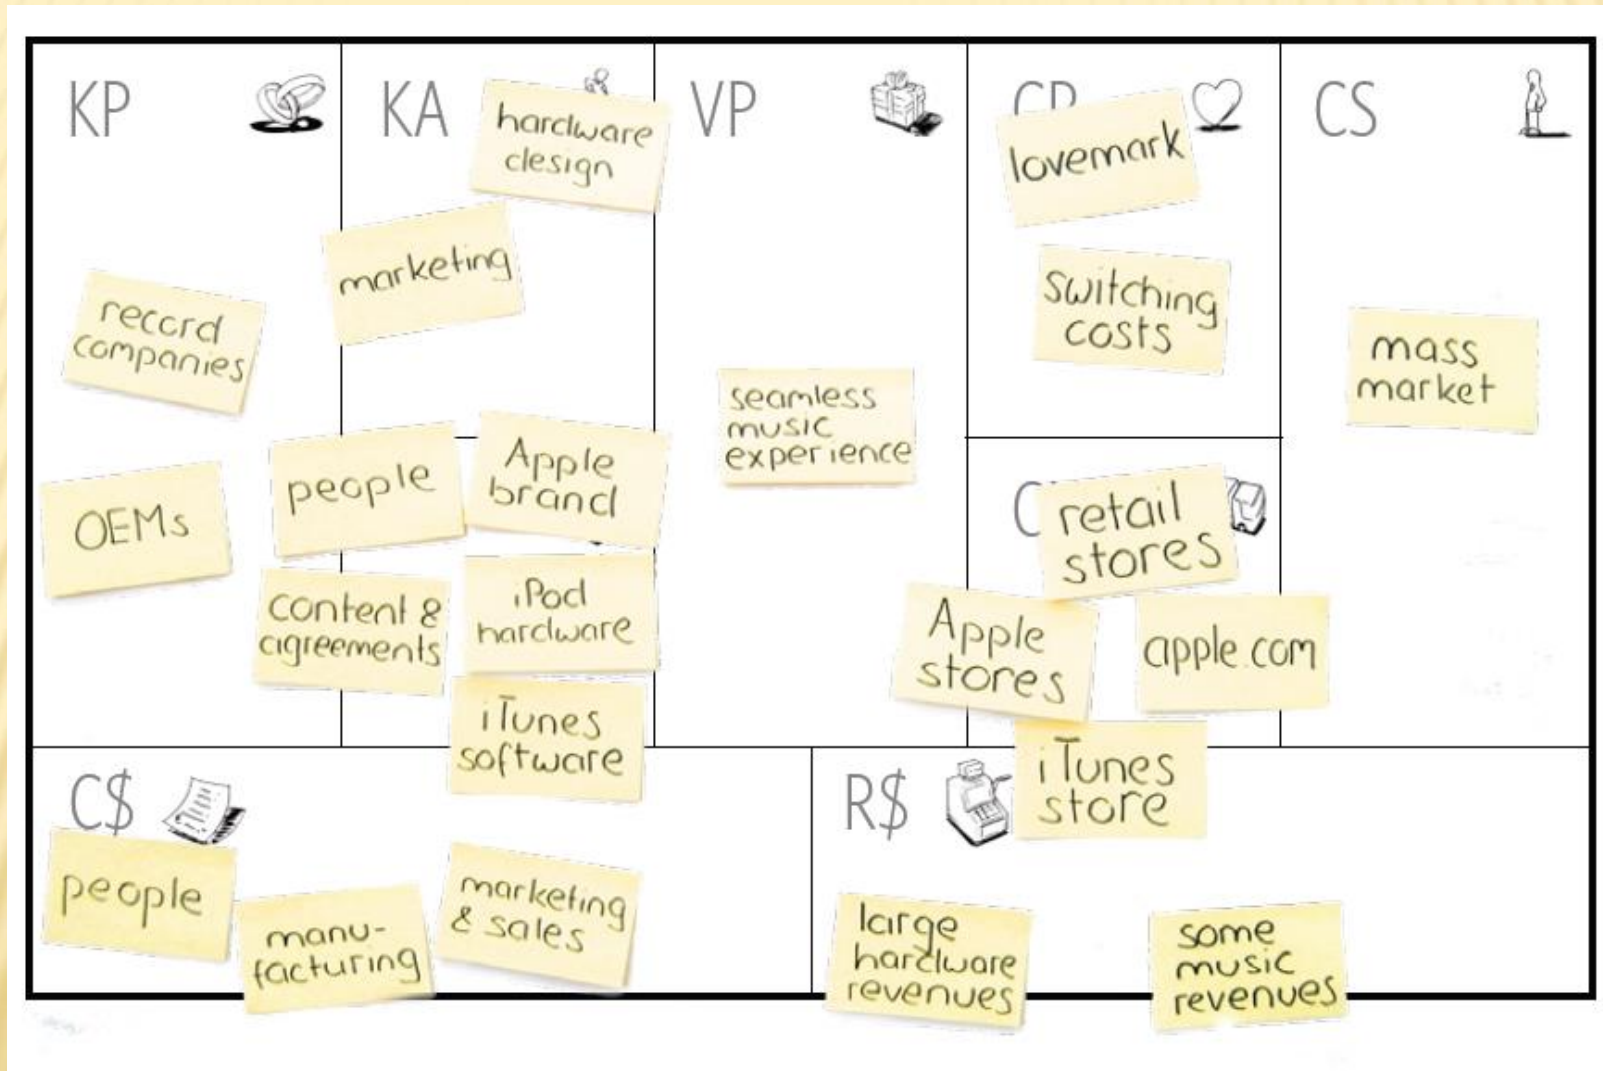 KP
record
companies
OEMs
KA
hardware
design
marketing
people
Apple
brand
content &
agreements
iPod
hardware
iTunes
software
VP
seamless
music
experience
CR
lovemark
switching
costs
C
retail
stores
Apple
stores
apple.com
iTunes
store
CS
mass
market
C$
people
manu-
facturing
marketing
& sales
R$
large
hardware
revenues
some
music
revenues